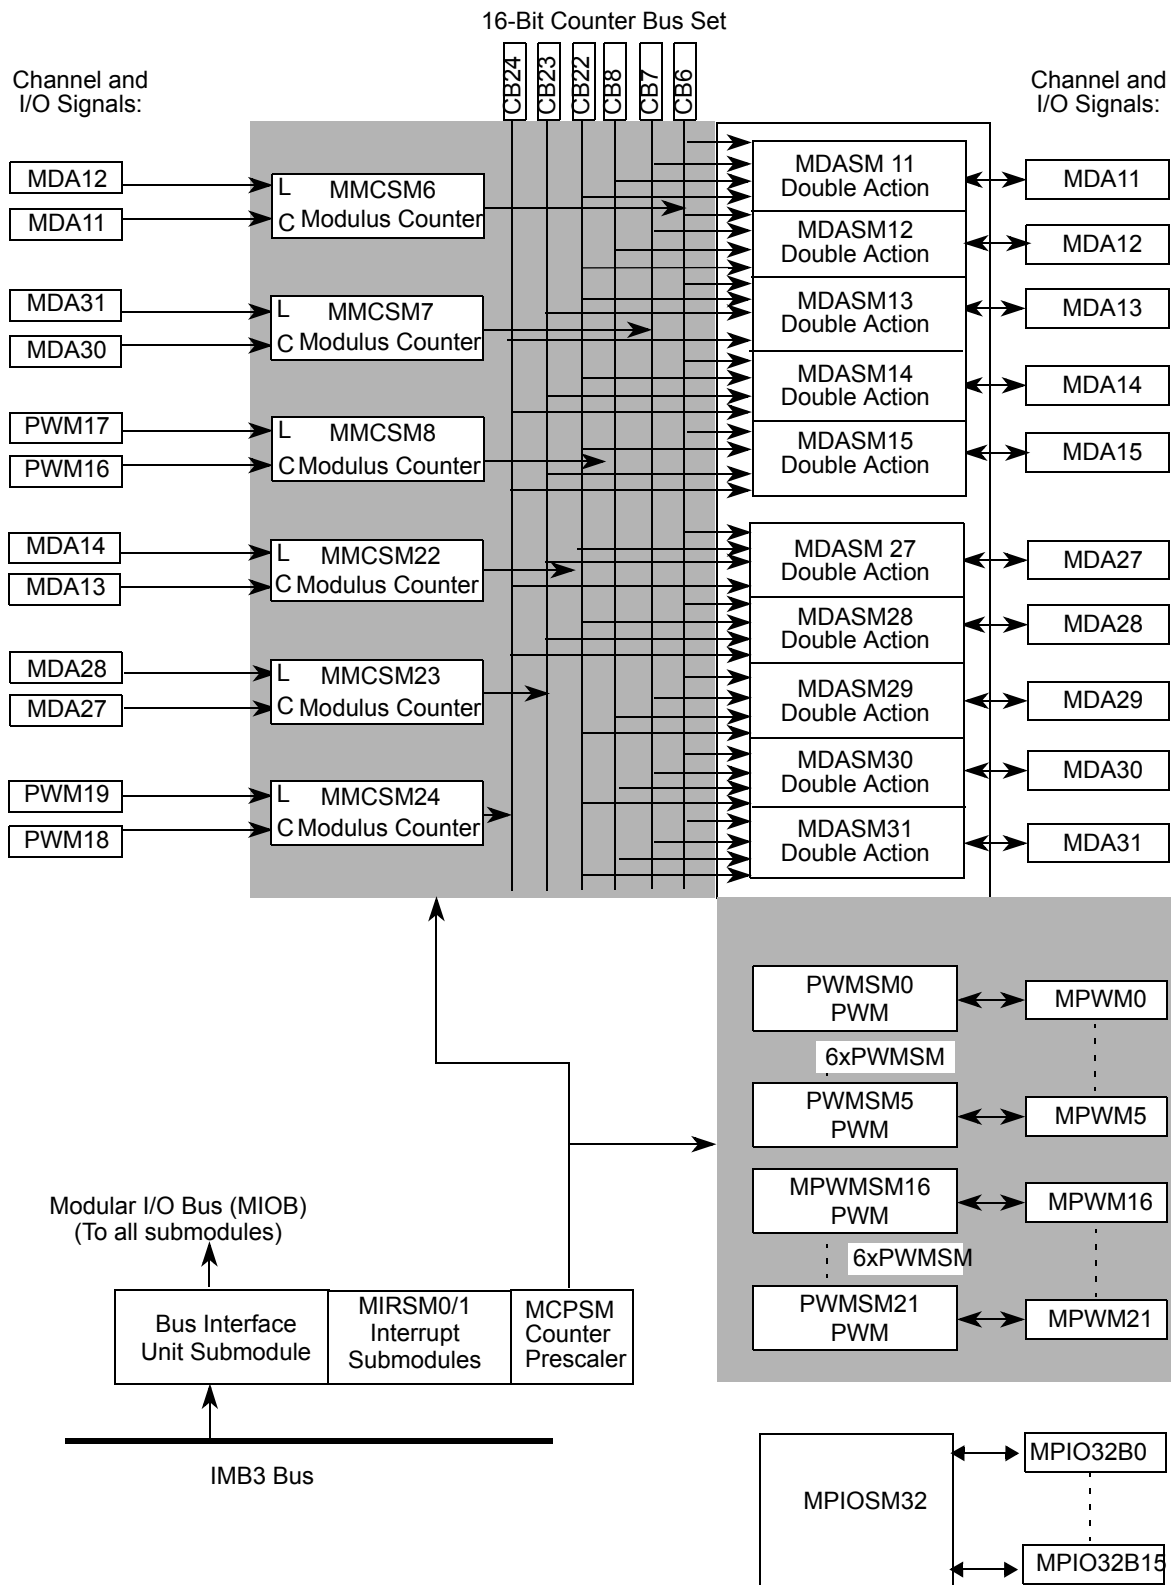 16-Bit Counter Bus Set
CB24
CB23
CB22
CB8
CB7
CB6
Channel and
I/O Signals:
Channel and
I/O Signals:
MDA12
MDA11
L
C
MMCSM6
Modulus Counter
MDA31
MDA30
L
C
MMCSM7
Modulus Counter
PWM17
PWM16
L
C
MMCSM8
Modulus Counter
MDA14
MDA13
L
C
MMCSM22
Modulus Counter
MDA28
MDA27
L
C
MMCSM23
Modulus Counter
PWM19
PWM18
L
C
MMCSM24
Modulus Counter
MDASM 11
Double Action
MDA11
MDASM12
Double Action
MDA12
MDASM13
Double Action
MDA13
MDASM14
Double Action
MDA14
MDASM15
Double Action
MDA15
MDASM 27
Double Action
MDA27
MDASM28
Double Action
MDA28
MDASM29
Double Action
MDA29
MDASM30
Double Action
MDA30
MDASM31
Double Action
MDA31
PWMSM0
PWM
MPWM0
6xPWMSM
PWMSM5
PWM
MPWM5
MPWMSM16
PWM
MPWM16
6xPWMSM
PWMSM21
PWM
MPWM21
Modular I/O Bus (MIOB)
(To all submodules)
Bus Interface
Unit Submodule
MIRSM0/1
Interrupt
Submodules
MCPSM
Counter
Prescaler
IMB3 Bus
MPIOSM32
MPIO32B0
MPIO32B15